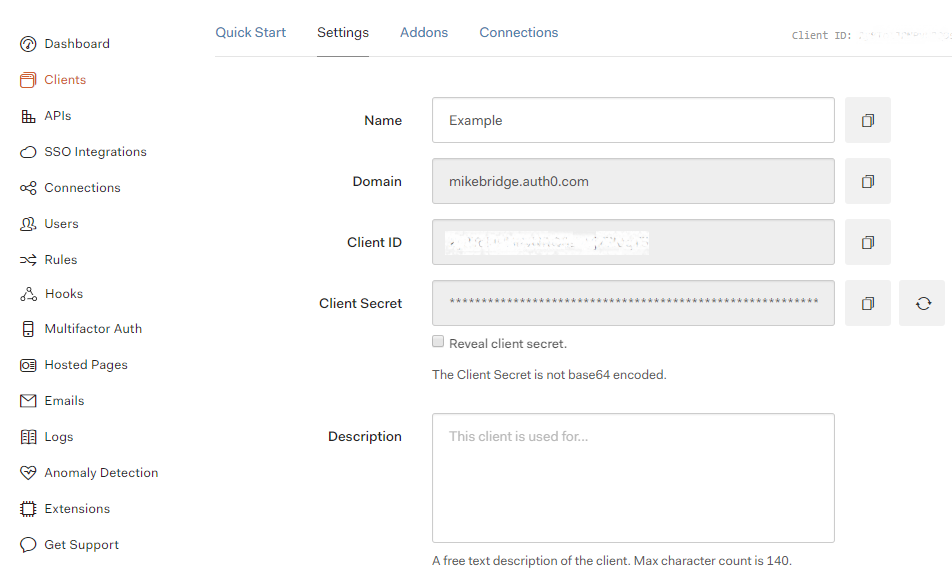 Quick Start Settings Addons Connections
Client ID:
Dashboard
Clients
APIs
SSO Integrations
Connections
Users
Rules
Hooks
Multifactor Auth
Hosted Pages
Emails
Logs
Anomaly Detection
Extensions
Get Support
Name Example
Domain mikebridge.auth0.com
Client ID
Client Secret **********************************************************
Reveal client secret.
The Client Secret is not base64 encoded.
Description This client is used for...
A free text description of the client. Max character count is 140.